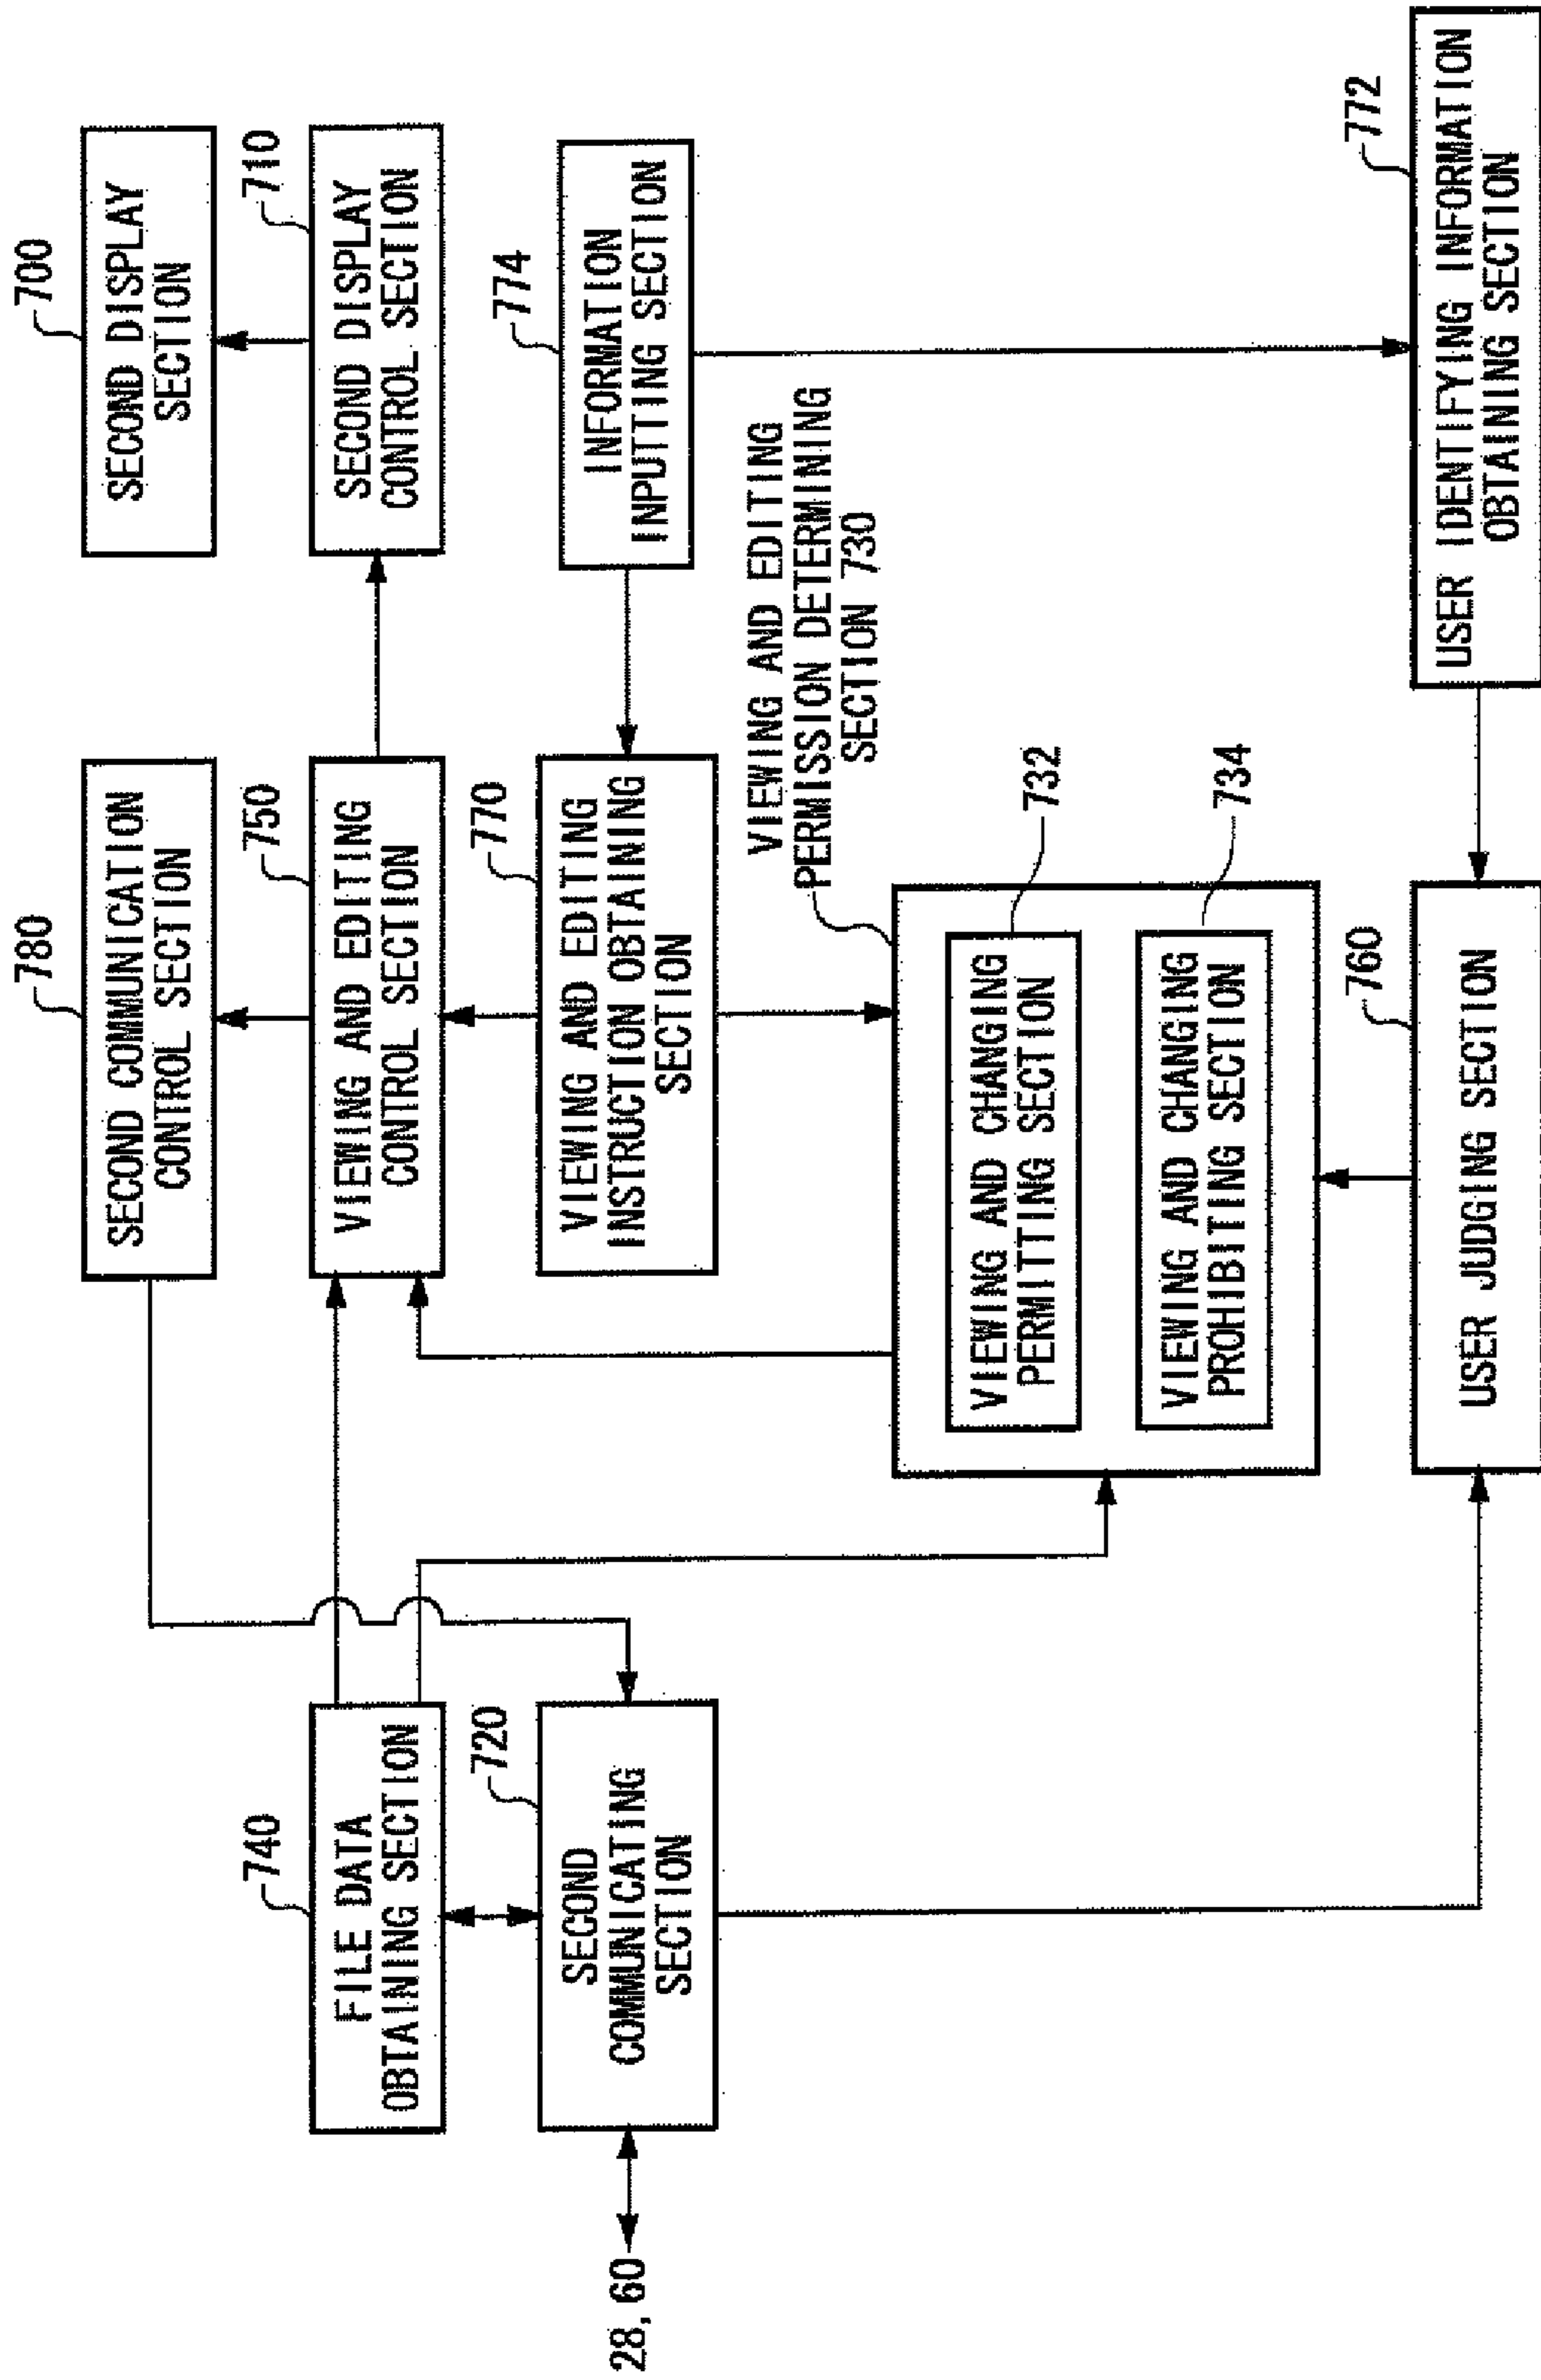 700
SECOND DISPLAY
SECTION
710
SECOND DISPLAY
CONTROL SECTION
774
INFORMATION
INPUTTING SECTION
772
USER IDENTIFYING INFORMATION
OBTAINING SECTION
780
SECOND COMMUNICATION
CONTROL SECTION
750
VIEWING AND EDITING
CONTROL SECTION
770
VIEWING AND EDITING
INSTRUCTION OBTAINING
SECTION
VIEWING AND EDITING
PERMISSION DETERMINING
SECTION 730
732
VIEWING AND CHANGING
PERMITTING SECTION
734
VIEWING AND CHANGING
PROHIBITING SECTION
760
USER JUDGING SECTION
740
FILE DATA
OBTAINING SECTION
720
SECOND
COMMUNICATING
SECTION
28, 60